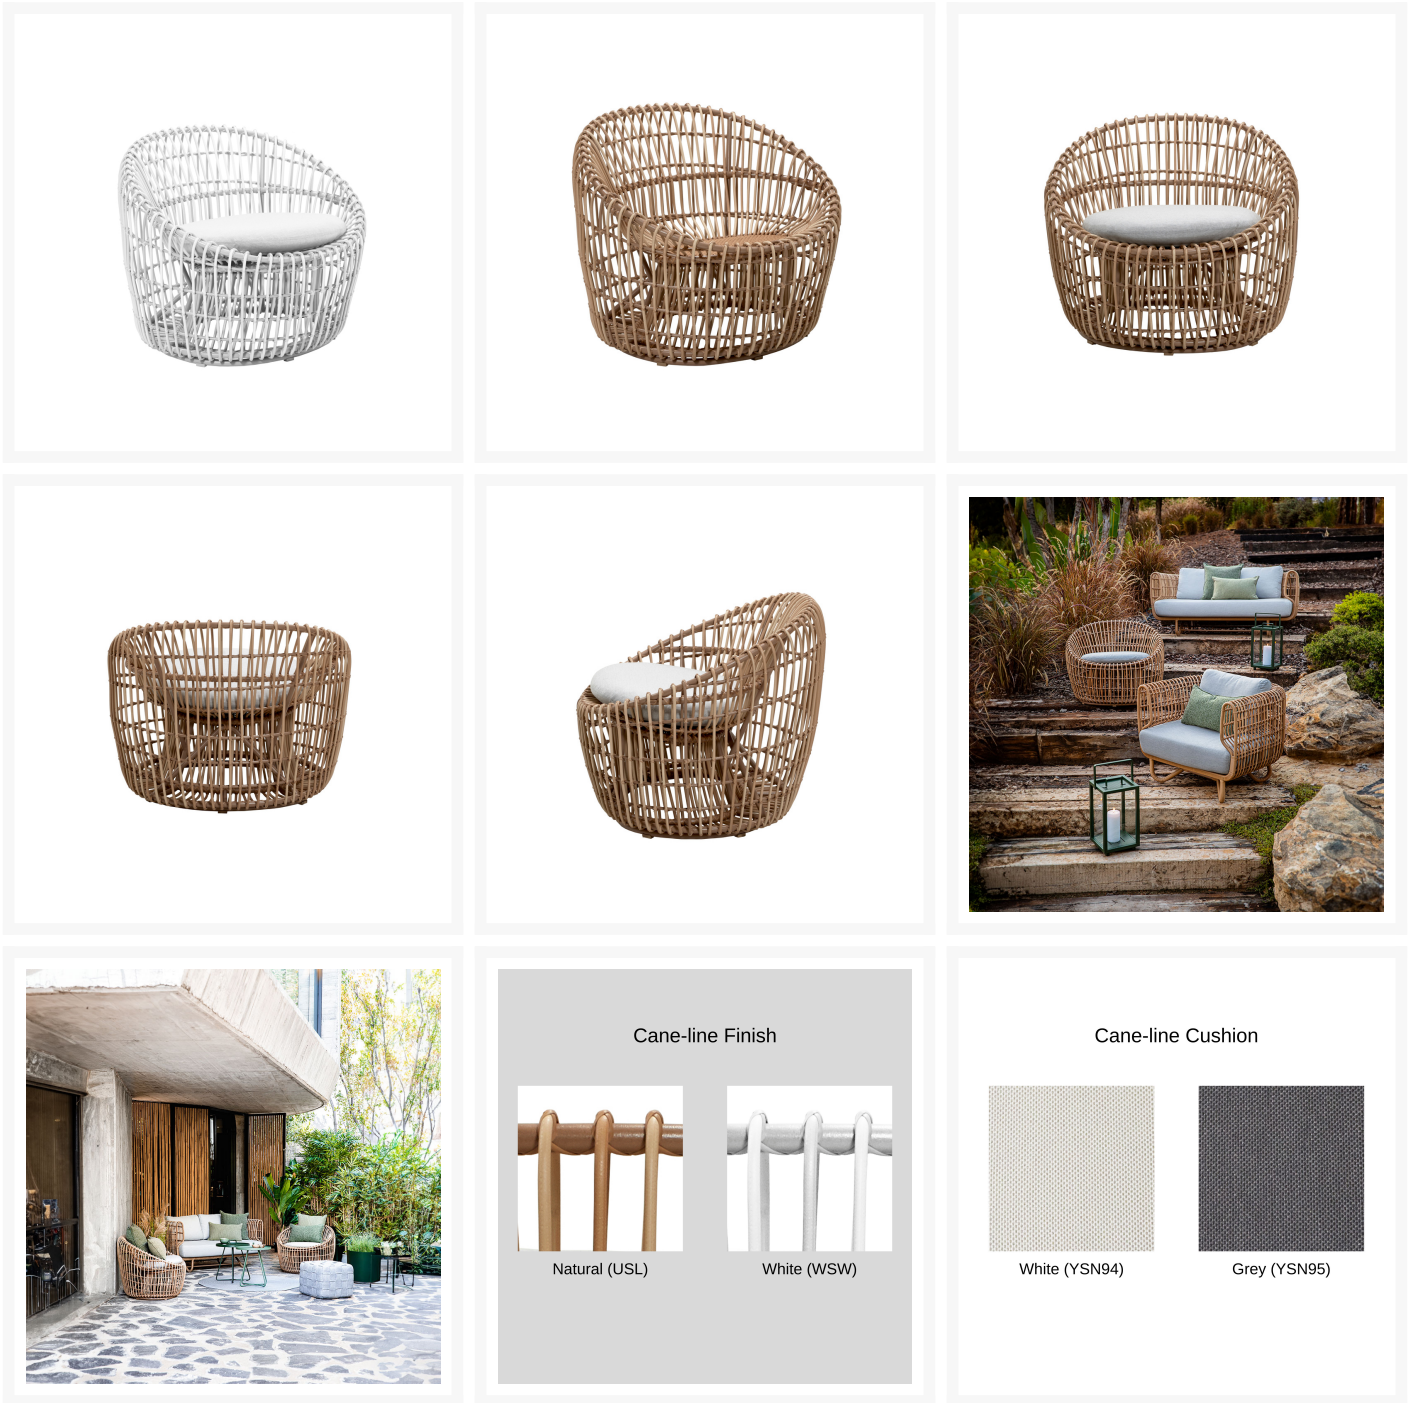 Cane-line Finish
Natural (USL)
White (WSW)
Cane-line Cushion
White (YSN94)
Grey (YSN95)